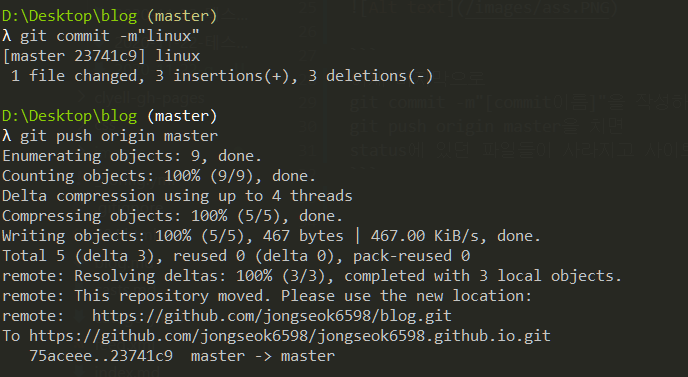 D:\Desktop\blog (master)
λ git commit -m"linux"
[master 23741c9] linux
 1 file changed, 3 insertions(+), 3 deletions(-)

D:\Desktop\blog (master)
λ git push origin master
Enumerating objects: 9, done.
Counting objects: 100% (9/9), done.
Delta compression using up to 4 threads
Compressing objects: 100% (5/5), done.
Writing objects: 100% (5/5), 467 bytes | 467.00 KiB/s, done.
Total 5 (delta 3), reused 0 (delta 0), pack-reused 0
remote: Resolving deltas: 100% (3/3), completed with 3 local objects.
remote: This repository moved. Please use the new location:
remote:   https://github.com/jongseok6598/blog.git
To https://github.com/jongseok6598/jongseok6598.github.io.git
   75aceee..23741c9  master -> master